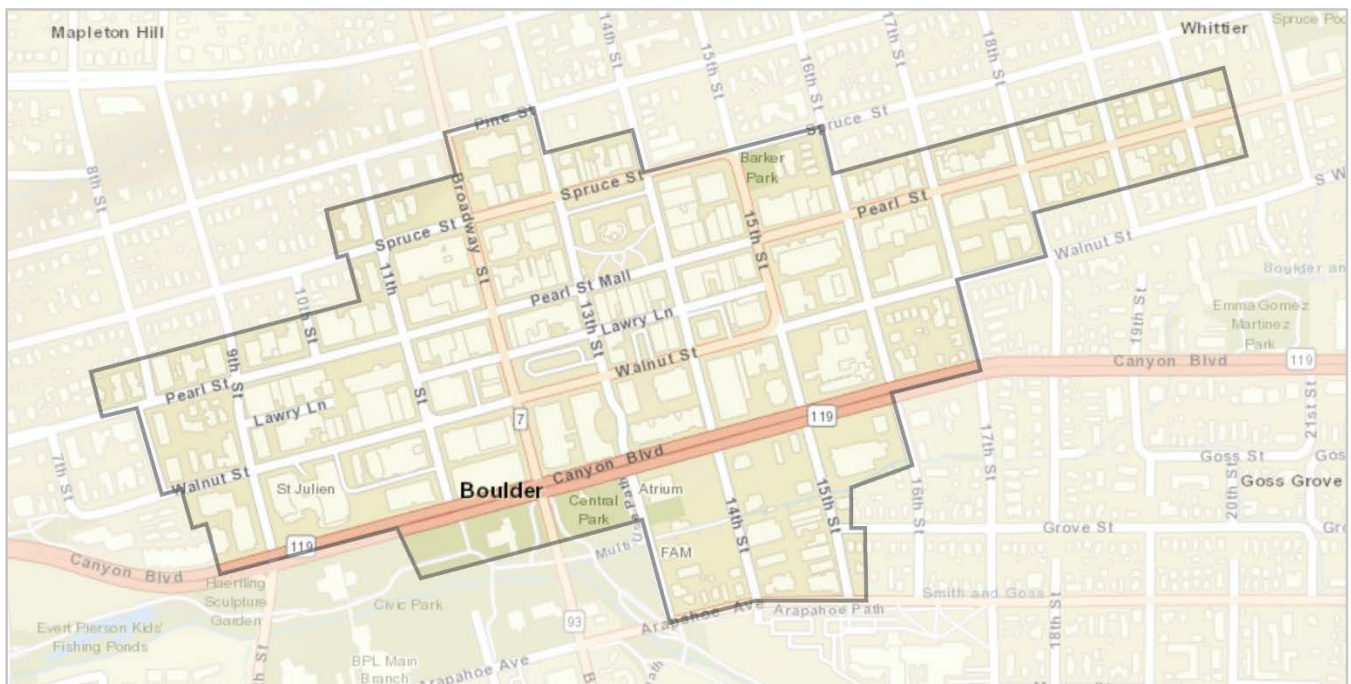 Mapleton Hill
14th St
15th St
16th St
17th St
18th St
Whittier
Spruce Poo
Pine St
Spruce St
8th St
Barker
Park
Spruce St
Broadway St
Spruce St
Pearl St
15th St
S W
Walnut St
11th
St
10th St
Pearl St Mall
13th St
Lawry Ln
Boulder an
19th St
Emma Gomez
Martinez
Park
9th St
Pearl St
Walnut St
Canyon Blvd
119
Lawry Ln
7
119
21st St
7th St
Walnut St
St Julien
Boulder
Canyon Blvd
Central
Park
Atrium
14th St
15th St
16th St
17th St
Goss St
Gos
Goss Grove
20th St
119
Multi
FAM
Grove St
Gro
Canyon Blvd
Haertling
Sculpture
Garden
Civic Park
93
Arapahoe Ave
Arapahoe Path
Smith and Goss
Evert Pierson Kids'
Fishing Ponds
BPL Main
Branch
Arapahoe Ave
18th St